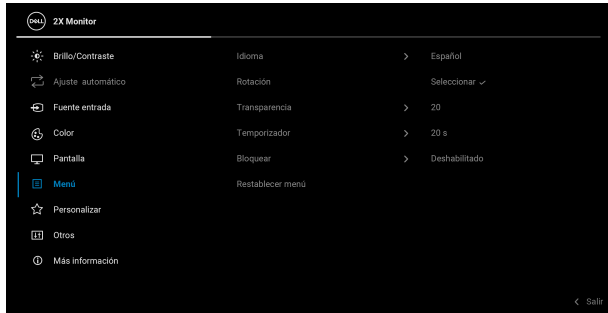 DELL 2X Monitor
Brillo/Contraste Idioma > Español
Ajuste automático Rotación Seleccionar ✓
Fuente entrada Transparencia > 20
Color Temporizador > 20 s
Pantalla Bloquear > Deshabilitado
Menú Restablecer menú
Personalizar
Otros
Más información
< Salir